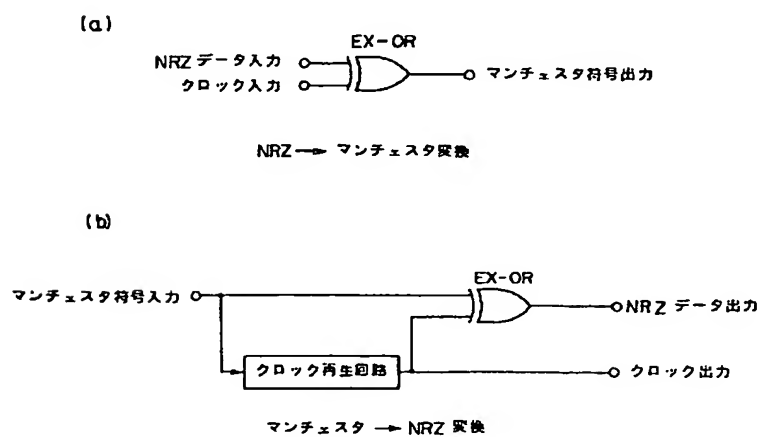 (a)
EX-OR
NRZ データ入力
クロック入力
マンチェスタ符号出力
NRZ → マンチェスタ変換
(b)
EX-OR
マンチェスタ符号入力
NRZ データ出力
クロック再生回路
クロック出力
マンチェスタ → NRZ 変換